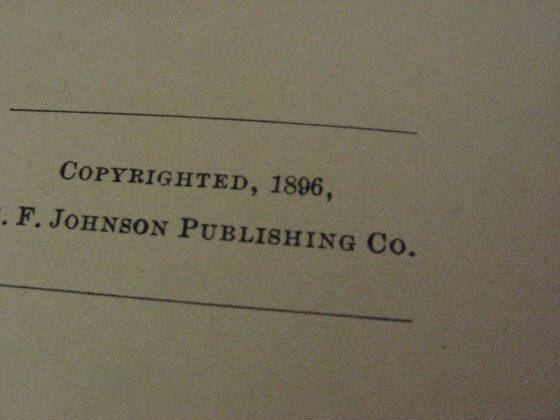 COPYRIGHTED, 1896,
. F. JOHNSON PUBLISHING CO.